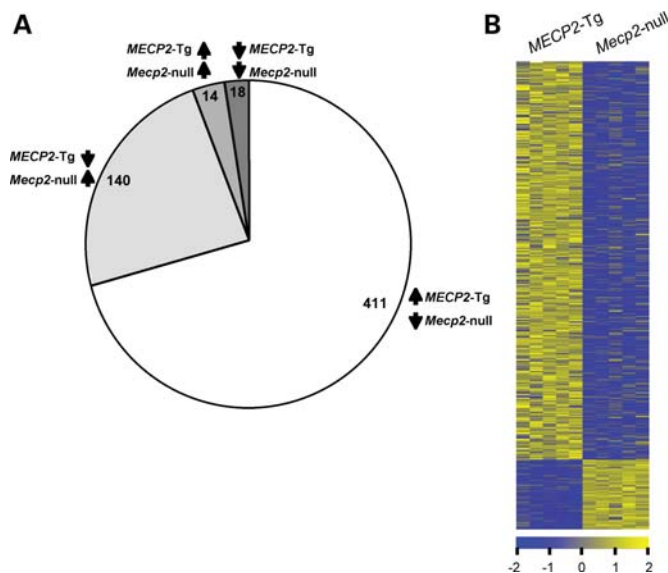 A
B
MECP2-Tg
Mecp2-null
MECP2-Tg
Mecp2-null
MECP2-Tg
Mecp2-null
14
18
MECP2-Tg
Mecp2-null
140
411
MECP2-Tg
Mecp2-null
-2 -1 0 1 2